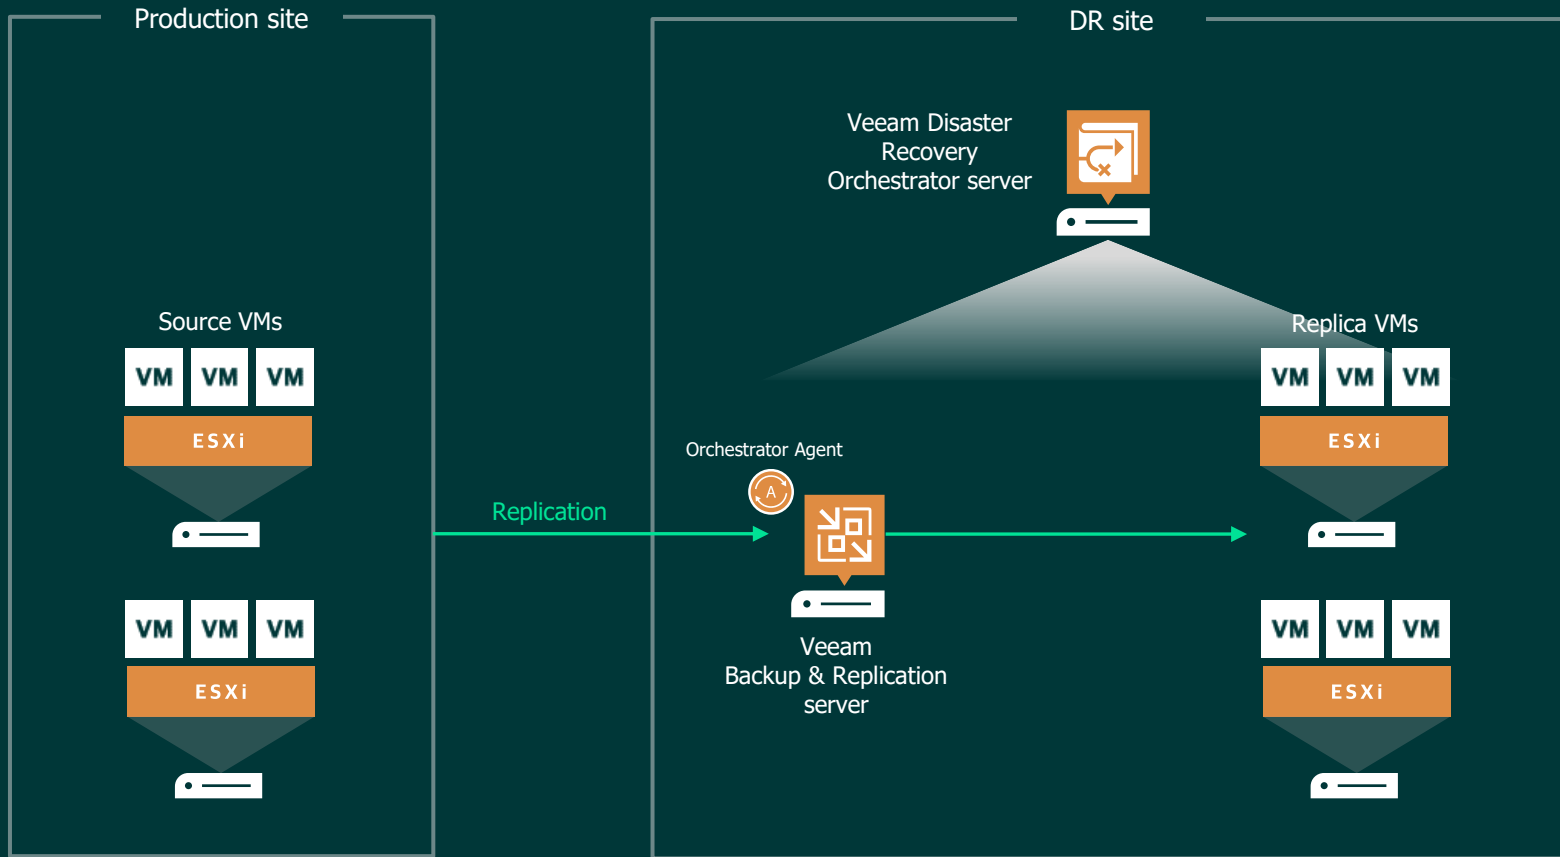 Production site
DR site
Veeam Disaster
Recovery
Orchestrator server
Source VMs
VM VM VM
ESXi
Replica VMs
VM VM VM
ESXi
Orchestrator Agent
A
Replication
Veeam
Backup & Replication
server
VM VM VM
ESXi
VM VM VM
ESXi